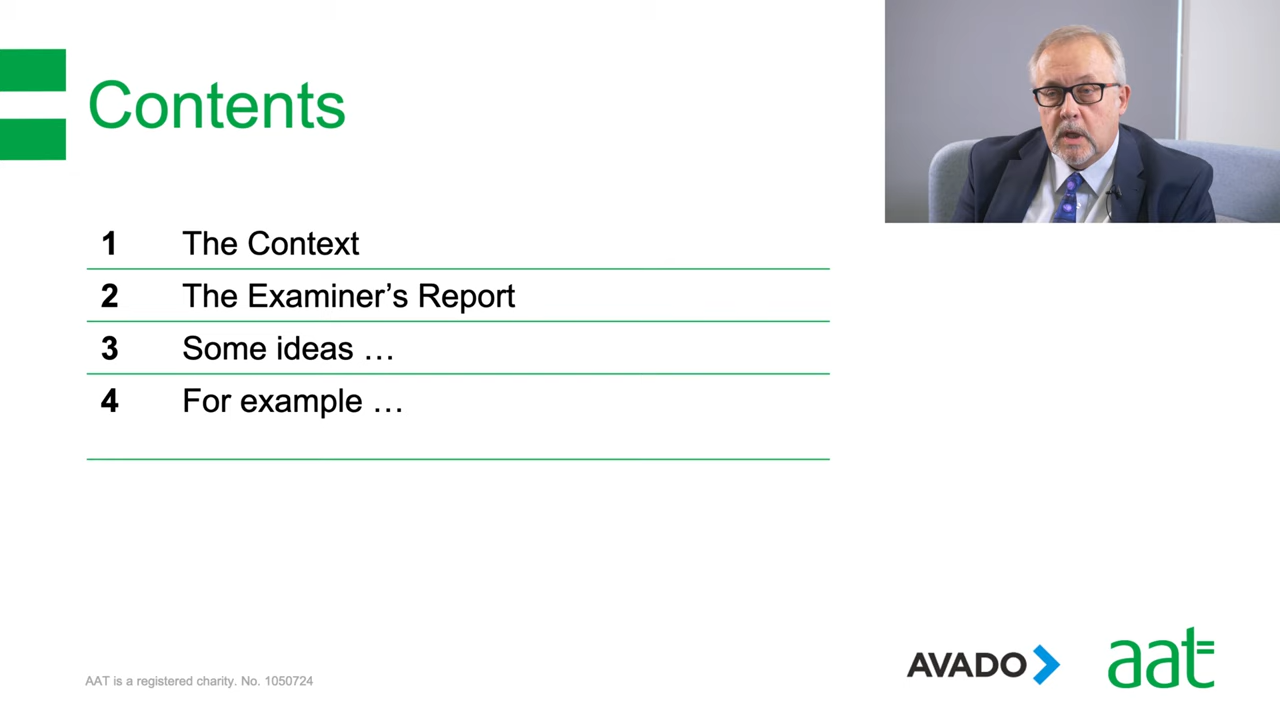 Contents
1 The Context
2 The Examiner’s Report
3 Some ideas …
4 For example …
AAT is a registered charity. No. 1050724
AVADO
aat